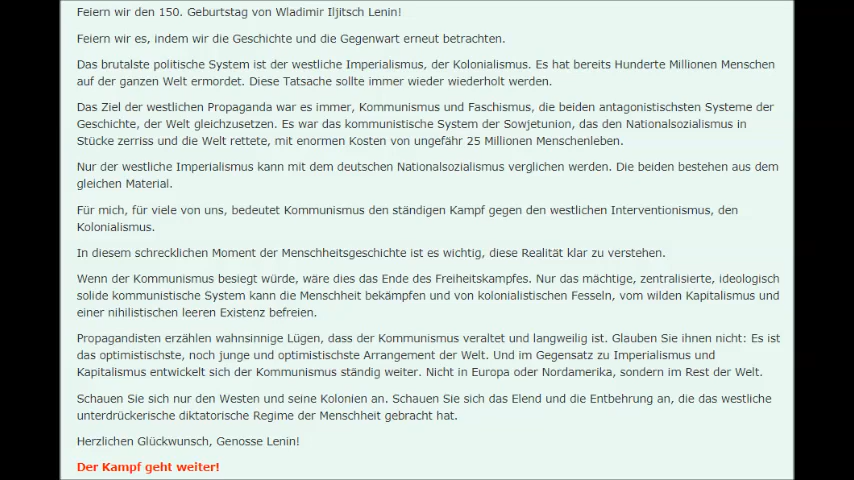 Feiern wir den 150. Geburtstag von Wladimir Iljitsch Lenin!
Feiern wir es, indem wir die Geschichte und die Gegenwart erneut betrachten.
Das brutalste politische System ist der westliche Imperialismus, der Kolonialismus. Es hat bereits Hunderte Millionen Menschen
auf der ganzen Welt ermordet. Diese Tatsache sollte immer wieder wiederholt werden.
Das Ziel der westlichen Propaganda war es immer, Kommunismus und Faschismus, die beiden antagonistischsten Systeme der
Geschichte, der Welt gleichzusetzen. Es war das kommunistische System der Sowjetunion, das den Nationalsozialismus in
Stücke zerriss und die Welt rettete, mit enormen Kosten von ungefähr 25 Millionen Menschenleben.
Nur der westliche Imperialismus kann mit dem deutschen Nationalsozialismus verglichen werden. Die beiden bestehen aus dem
gleichen Material.
Für mich, für viele von uns, bedeutet Kommunismus den ständigen Kampf gegen den westlichen Interventionismus, den
Kolonialismus.
In diesem schrecklichen Moment der Menschheitsgeschichte ist es wichtig, diese Realität klar zu verstehen.
Wenn der Kommunismus besiegt würde, wäre dies das Ende des Freiheitskampfes. Nur das mächtige, zentralisierte, ideologisch
solide kommunistische System kann die Menschheit bekämpfen und von kolonialistischen Fesseln, vom wilden Kapitalismus und
einer nihilistischen leeren Existenz befreien.
Propagandisten erzählen wahnsinnige Lügen, dass der Kommunismus veraltet und langweilig ist. Glauben Sie ihnen nicht: Es ist
das optimistischste, noch junge und optimistischste Arrangement der Welt. Und im Gegensatz zu Imperialismus und
Kapitalismus entwickelt sich der Kommunismus ständig weiter. Nicht in Europa oder Nordamerika, sondern im Rest der Welt.
Schauen Sie sich nur den Westen und seine Kolonien an. Schauen Sie sich das Elend und die Entbehrung an, die das westliche
unterdrückerische diktatorische Regime der Menschheit gebracht hat.
Herzlichen Glückwunsch, Genosse Lenin!
Der Kampf geht weiter!